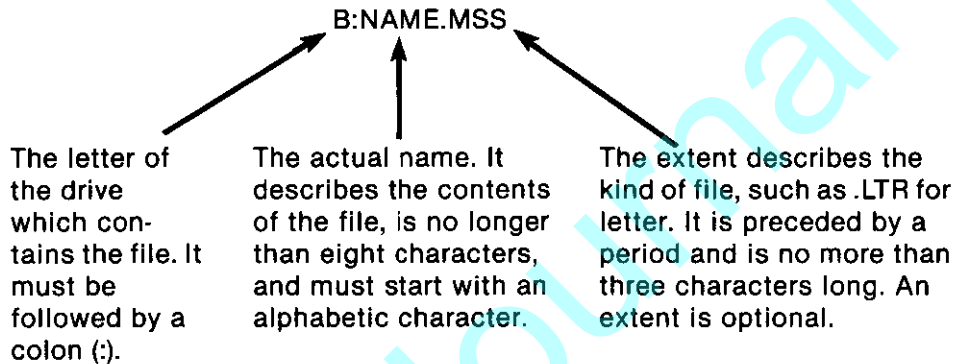 B:NAME.MSS
The letter of
the drive
which con-
tains the file. It
must be
followed by a
colon (:).
The actual name. It
describes the contents
of the file, is no longer
than eight characters,
and must start with an
alphabetic character.
The extent describes the
kind of file, such as .LTR for
letter. It is preceded by a
period and is no more than
three characters long. An
extent is optional.
Journal